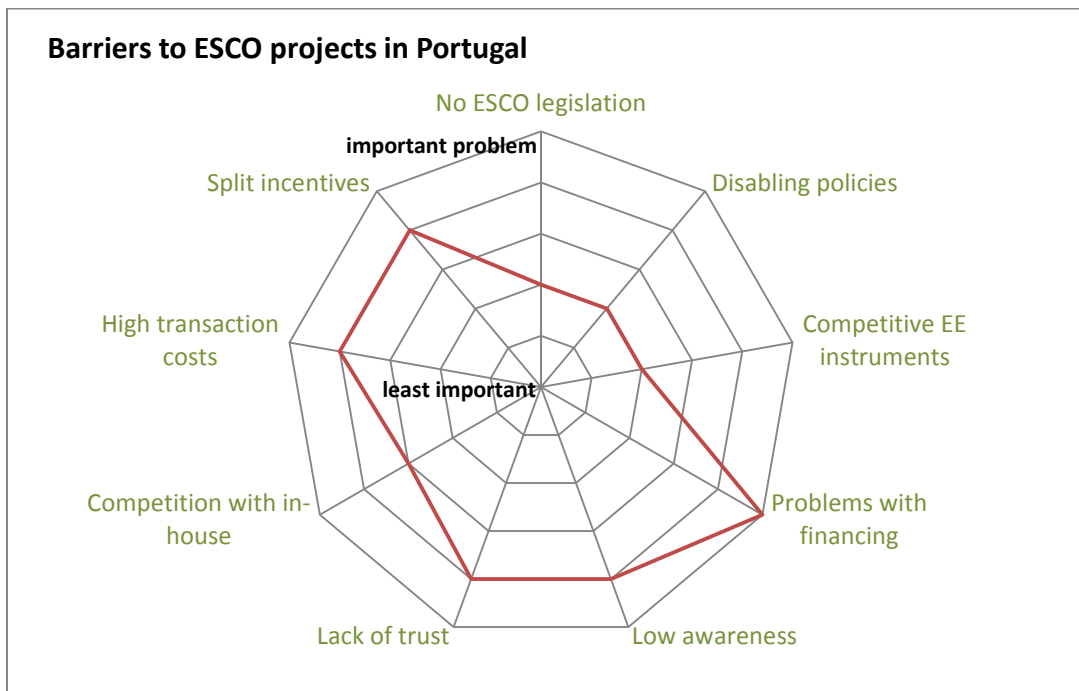 Barriers to ESCO projects in Portugal
No ESCO legislation
important problem
Split incentives
Disabling policies
High transaction
costs
Competitive EE
instruments
least important
Competition with in-
house
Problems with
financing
Lack of trust
Low awareness